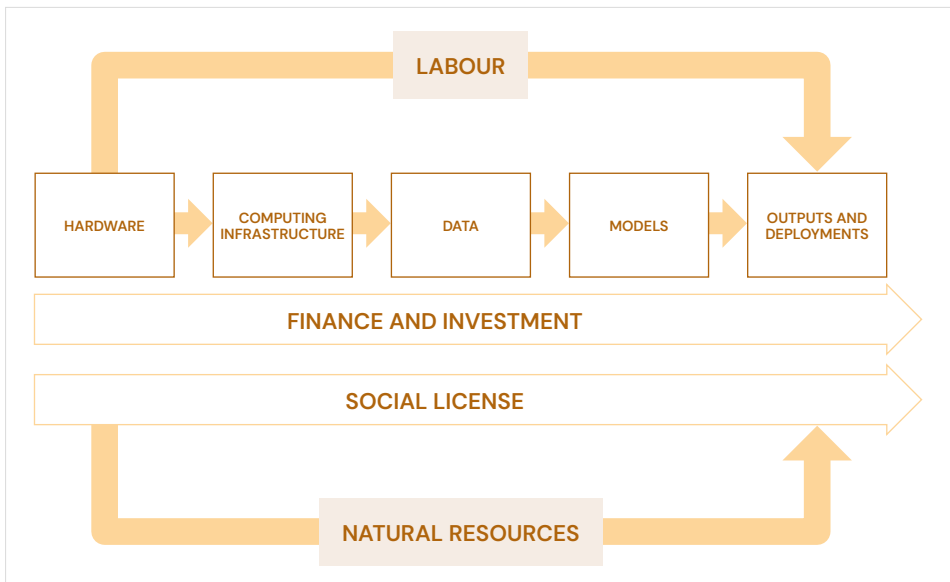 LABOUR
HARDWARE
COMPUTING
INFRASTRUCTURE
DATA
MODELS
OUTPUTS AND
DEPLOYMENTS
FINANCE AND INVESTMENT
SOCIAL LICENSE
NATURAL RESOURCES